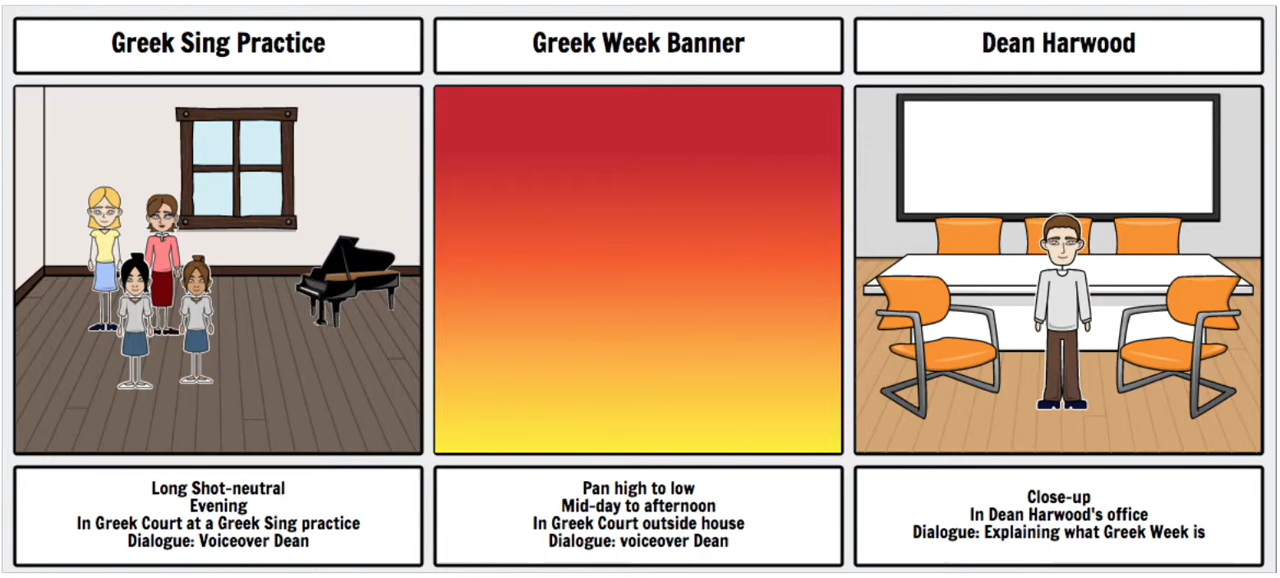 Greek Sing Practice
Greek Week Banner
Dean Harwood
Long Shot-neutral
Evening
In Greek Court at a Greek Sing practice
Dialogue: Voiceover Dean
Pan high to low
Mid-day to afternoon
In Greek Court outside house
Dialogue: voiceover Dean
Close-up
In Dean Harwood's office
Dialogue: Explaining what Greek Week is